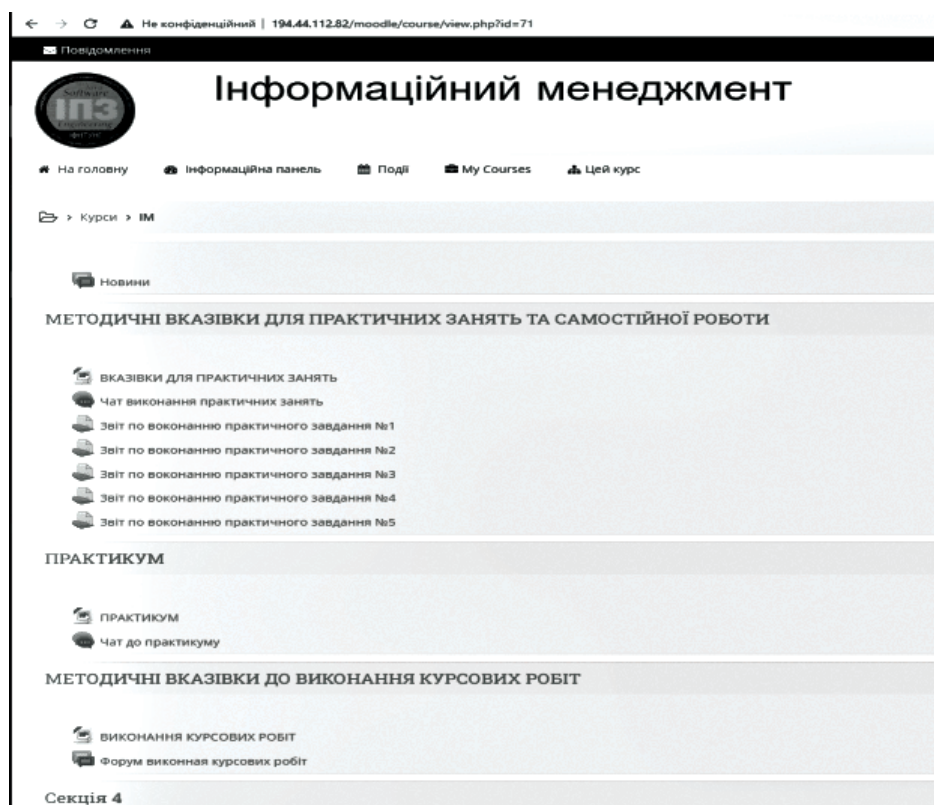 Не конфіденційний | 194.44.112.82/moodle/course/view.php?id=71
Повідомлення
Software
ІПЗ
Engineering
Інформаційний менеджмент
На головну Інформаційна панель Події My Courses Цей курс
> Курси > ІМ
Новини
МЕТОДИЧНІ ВКАЗІВКИ ДЛЯ ПРАКТИЧНИХ ЗАНЯТЬ ТА САМОСТІЙНОЇ РОБОТИ
ВКАЗІВКИ ДЛЯ ПРАКТИЧНИХ ЗАНЯТЬ
Чат виконання практичних занять
Звіт по воконанню практичного завдання №1
Звіт по воконанню практичного завдання №2
Звіт по воконанню практичного завдання №3
Звіт по воконанню практичного завдання №4
Звіт по воконанню практичного завдання №5
ПРАКТИКУМ
ПРАКТИКУМ
Чат до практикуму
МЕТОДИЧНІ ВКАЗІВКИ ДО ВИКОНАННЯ КУРСОВИХ РОБІТ
ВИКОНАННЯ КУРСОВИХ РОБІТ
Форум виконная курсових робіт
Секція 4